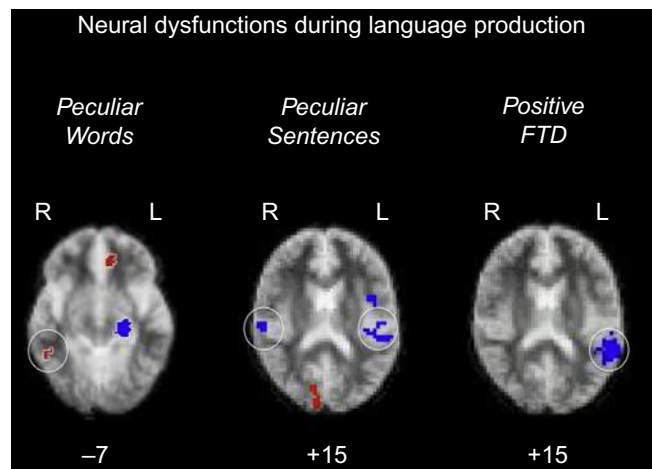 Neural dysfunctions during language production
Peculiar Words
Peculiar Sentences
Positive FTD
R L R L R L
–7 +15 +15